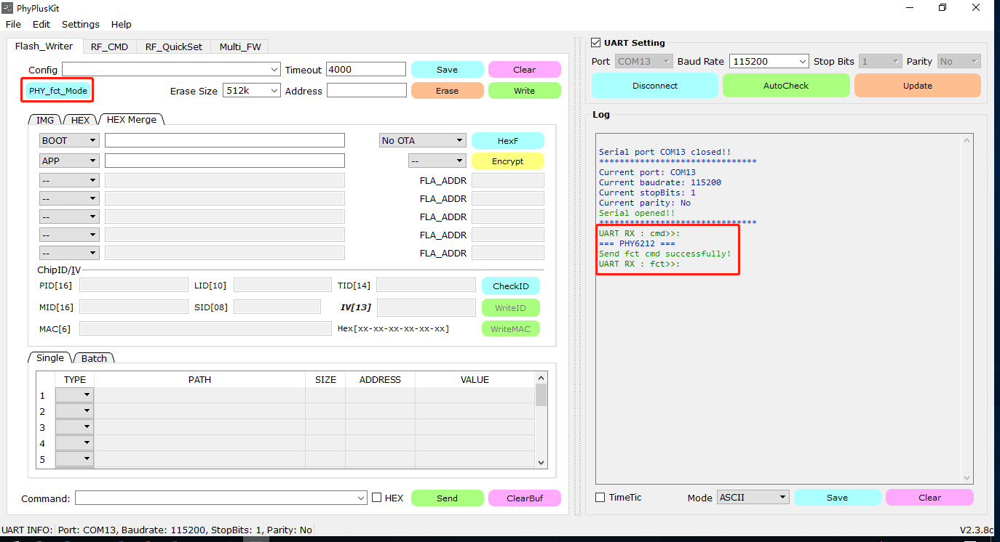 PhyPlusKit
File Edit Settings Help
Flash_Writer RF_CMD RF_QuickSet Multi_FW
Config Timeout 4000 Save Clear
PHY_fct_Mode Erase Size 512k Address Erase Write
IMG HEX HEX Merge
BOOT No OTA HexF
APP -- Encrypt
-- FLA_ADDR
-- FLA_ADDR
-- FLA_ADDR
-- FLA_ADDR
-- FLA_ADDR
ChipID/IV
PID[16] LID[10] TID[14] CheckID
MID[16] SID[08] IV[13] WriteID
MAC[6] Hex[xx-xx-xx-xx-xx-xx] WriteMAC
Single Batch
TYPE PATH SIZE ADDRESS VALUE
1
2
3
4
5
Command: HEX Send ClearBuf
UART Setting
Port COM13 Baud Rate 115200 Stop Bits 1 Parity No
Disconnect AutoCheck Update
Log
Serial port COM13 closed!!
*******************************
Current port: COM13
Current baudrate: 115200
Current stopBits: 1
Current parity: No
Serial opened!!
*******************************
UART RX : cmd>>:
=== PHY6212 ===
Send fct cmd successfully!
UART RX : fct>>:
TimeTic Mode ASCII Save Clear
UART INFO: Port: COM13, Baudrate: 115200, StopBits: 1, Parity: No V2.3.8c